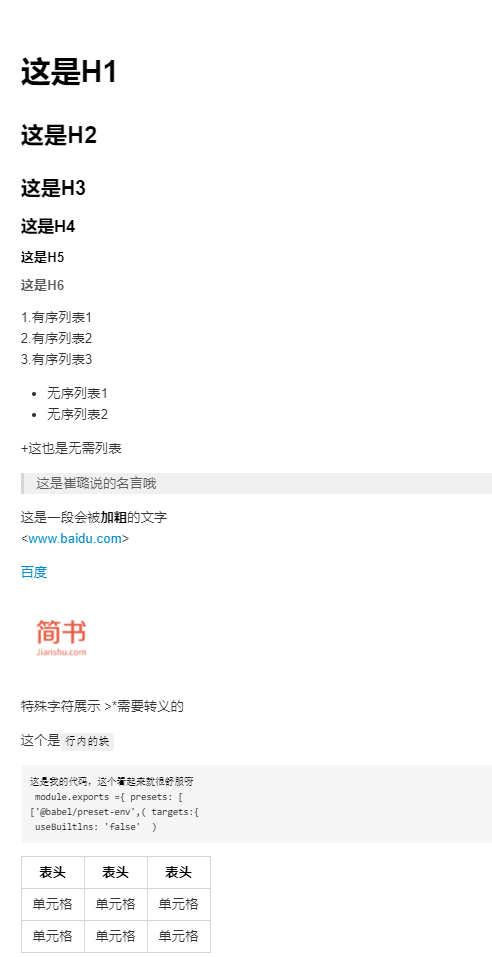 这是H1
这是H2
这是H3
这是H4
这是H5
这是H6
1.有序列表1
2.有序列表2
3.有序列表3
• 无序列表1
• 无序列表2
+这也是无需列表
这是崔璐说的名言哦
这是一段会被加粗的文字
<www.baidu.com>
百度
简书
Jianshu.com
特殊字符展示 >*需要转义的
这个是 行内的块
这是我的代码，这个看起来就很舒服呀
module.exports ={ presets: [
['@babel/preset-env',( targets:{
useBuiltlns: 'false'  )
表头 表头 表头
单元格 单元格 单元格
单元格 单元格 单元格